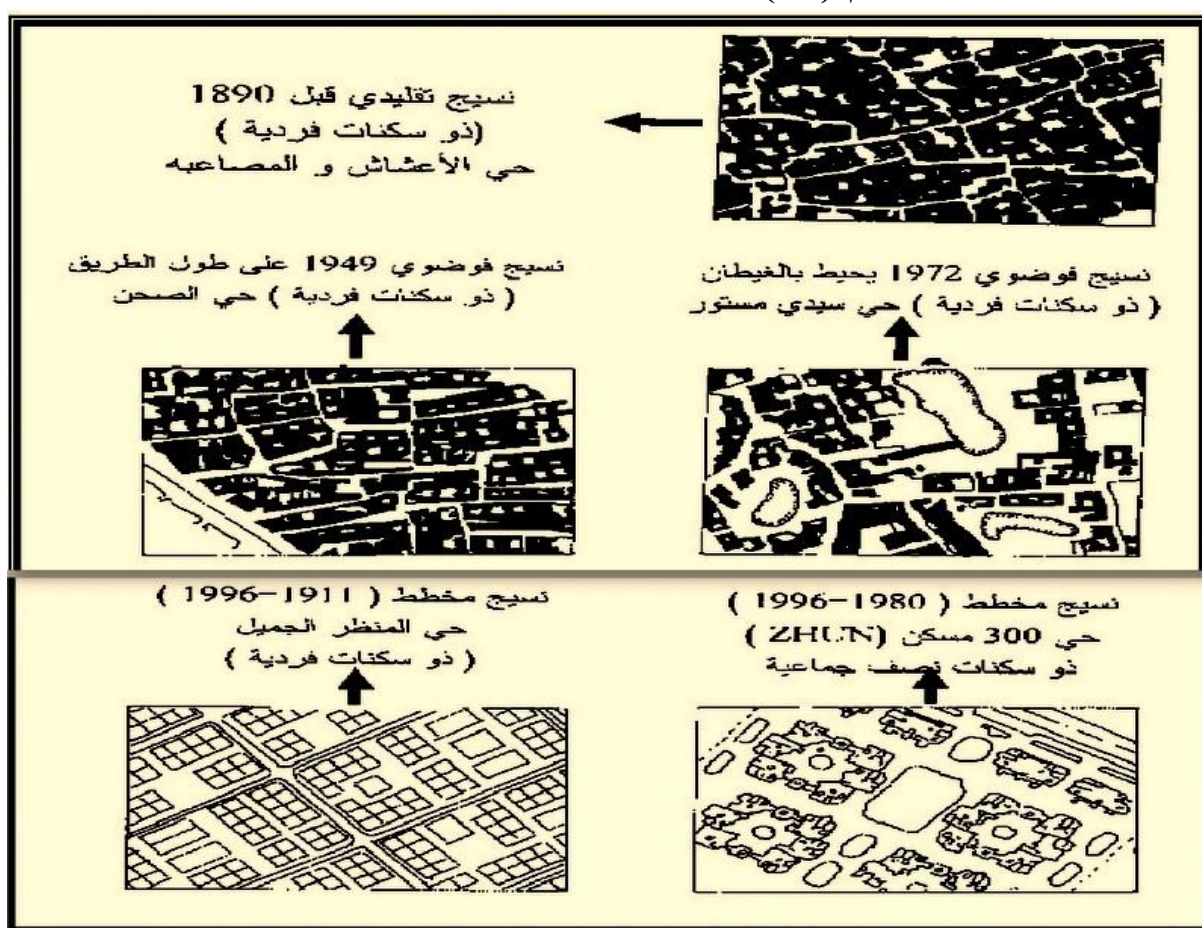 نسيج تقليدي قبل 1890
(ذو سكنات فردية )
حي الأعشاش و المصاعبه
نسيج فوضوي 1972 يحيط بالغيطان
( ذو سكنات فردية ) حي سيدي مستور
نسيج فوضوي 1949 على طول الطريق
( ذو سكنات فردية ) حي الصحن
نسيج مخطط ( 1980-1996 )
حي 300 مسكن (ZHUN )
ذو سكنات نصف جماعية
نسيج مخطط ( 1911-1996 )
حي المنظر الجميل
( ذو سكنات فردية )